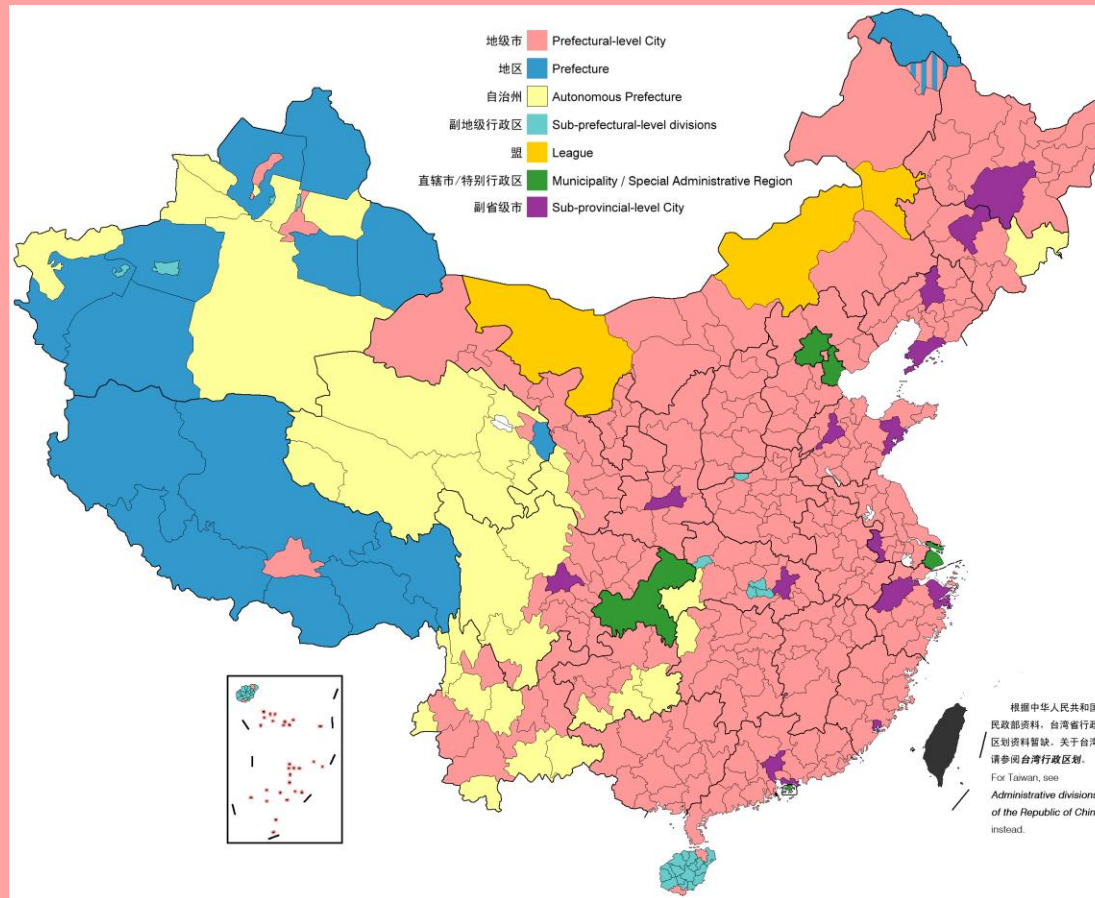 地级市 Prefectural-level City
地区 Prefecture
自治州 Autonomous Prefecture
副地级行政区 Sub-prefectural-level divisions
盟 League
直辖市/特别行政区 Municipality / Special Administrative Region
副省级市 Sub-provincial-level City
根据中华人民共和国
民政部资料，台湾省行政
区划资料暂缺。关于台湾
请参阅台湾行政区划。
For Taiwan, see
Administrative divisions
of the Republic of Chin
instead.